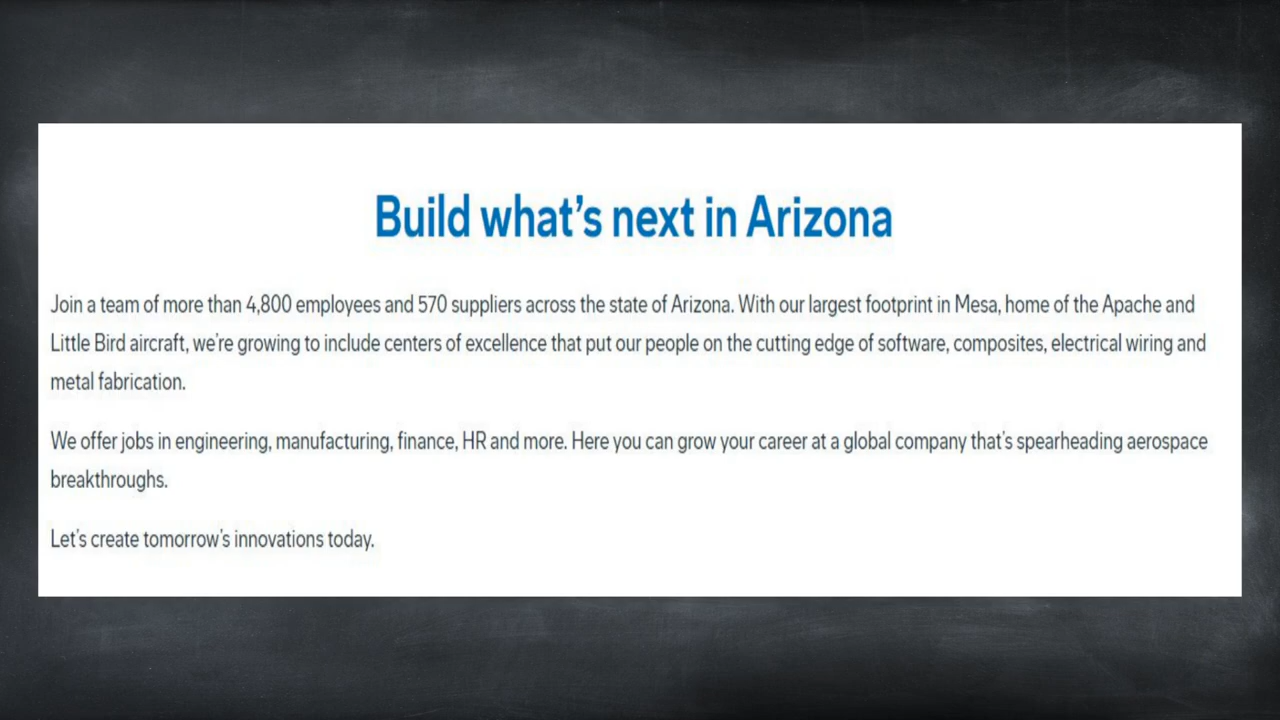 Build what's next in Arizona
Join a team of more than 4,800 employees and 570 suppliers across the state of Arizona. With our largest footprint in Mesa, home of the Apache and
Little Bird aircraft, we're growing to include centers of excellence that put our people on the cutting edge of software, composites, electrical wiring and
metal fabrication.
We offer jobs in engineering, manufacturing, finance, HR and more. Here you can grow your career at a global company that's spearheading aerospace
breakthroughs.
Let's create tomorrow's innovations today.